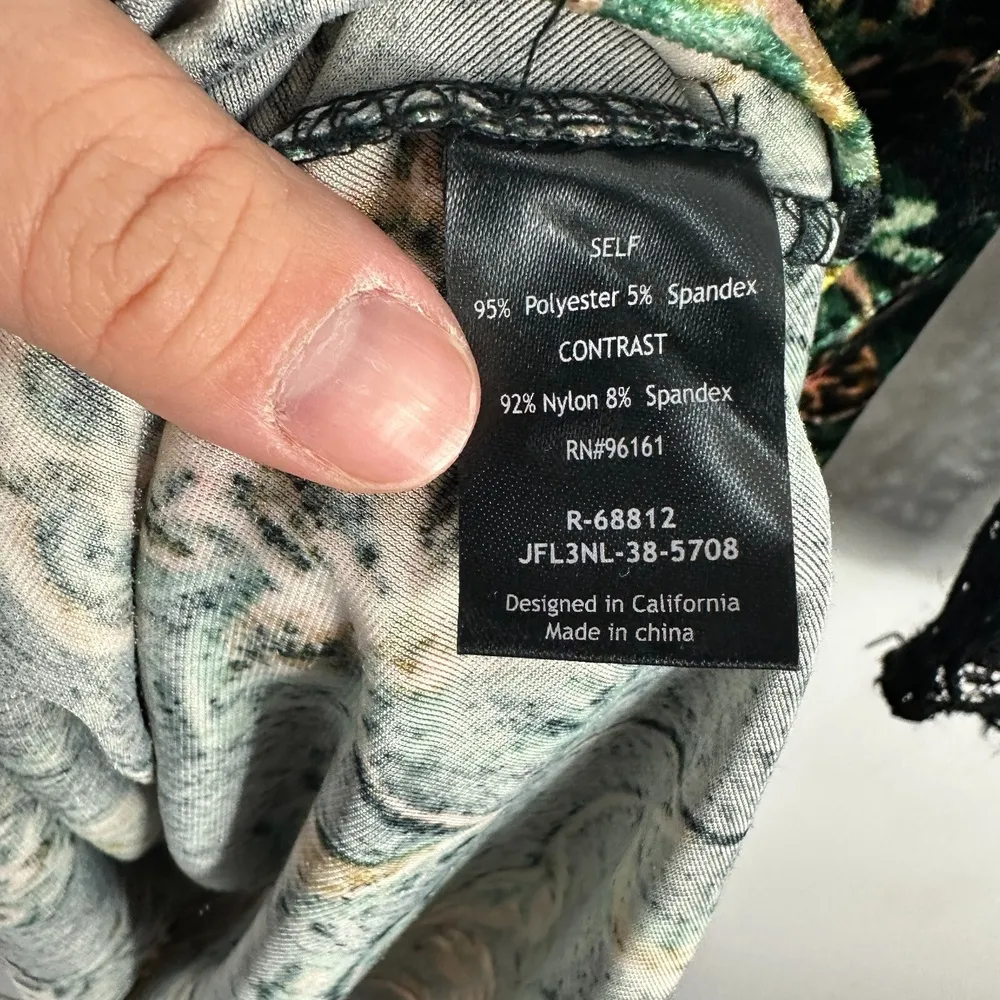 SELF
95% Polyester 5% Spandex
CONTRAST
92% Nylon 8% Spandex
RN#96161
R-68812
JFL3NL-38-5708
Designed in California
Made in china